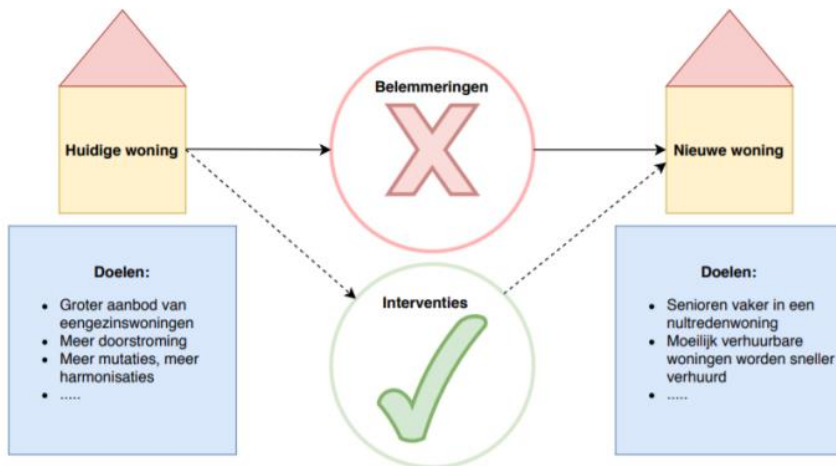 Belemmeringen
Huidige woning
Nieuwe woning
Doelen:
• Groter aanbod van
eengezinswoningen
• Meer doorstroming
• Meer mutaties, meer
harmonisaties
• .....
Interventies
Doelen:
• Senioren vaker in een
nultredenwoning
• Moeilijk verhuurbare
woningen worden sneller
verhuurd
• .....